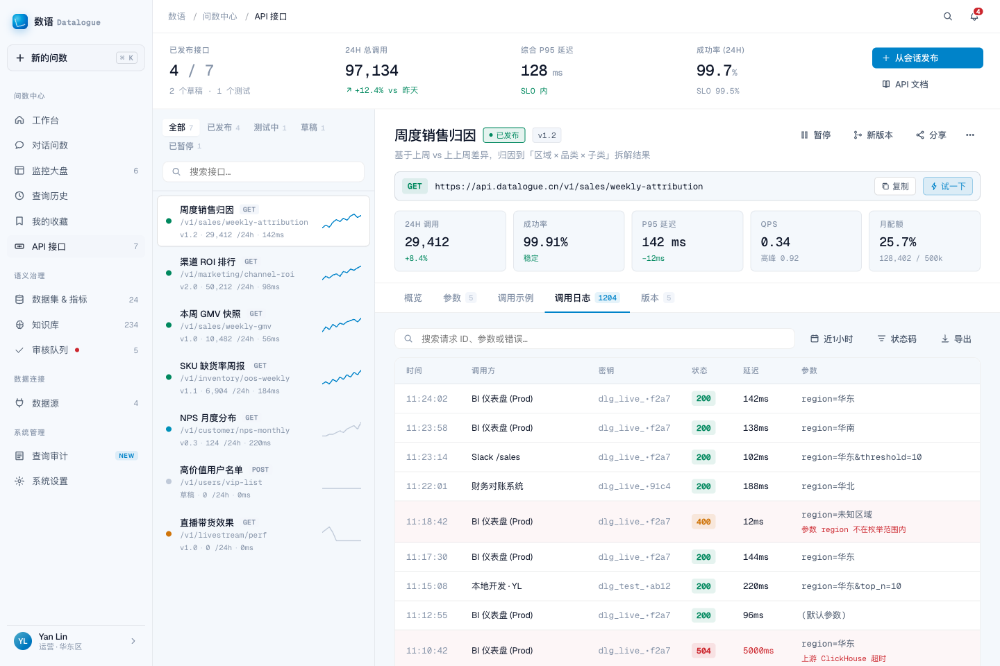 数语 Datalogue
新的问数 ⌘ K
问数中心
工作台
对话问数
监控大盘 6
查询历史
我的收藏
API 接口 7
语义治理
数据集 & 指标 24
知识库 234
审核队列 5
数据连接
数据源 4
系统管理
查询审计 NEW
系统设置
YL Yan Lin
运营 · 华东区
数语 / 问数中心 / API 接口
4
已发布接口
4 / 7
2 个草稿 · 1 个测试
24H 总调用
97,134
+12.4% vs 昨天
综合 P95 延迟
128 ms
SLO 内
成功率 (24H)
99.7%
SLO 99.5%
从会话发布
API 文档
全部 7 已发布 4 测试中 1 草稿 1
已暂停 1
搜索接口...
周度销售归因 GET
/v1/sales/weekly-attribution
v1.2 · 29,412 /24h · 142ms
渠道 ROI 排行 GET
/v1/marketing/channel-roi
v2.0 · 50,212 /24h · 98ms
本周 GMV 快照 GET
/v1/sales/weekly-gmv
v1.0 · 10,482 /24h · 56ms
SKU 缺货率周报 GET
/v1/inventory/oos-weekly
v1.1 · 6,904 /24h · 184ms
NPS 月度分布 GET
/v1/customer/nps-monthly
v0.3 · 124 /24h · 220ms
高价值用户名单 POST
/v1/users/vip-list
草稿 · 0 /24h · 0ms
直播带货效果 GET
/v1/livestream/perf
v1.0 · 0 /24h · 0ms
周度销售归因 已发布 v1.2
暂停 新版本 分享
基于上周 vs 上上周差异，归因到「区域 × 品类 × 子类」拆解结果
GET https://api.datalogue.cn/v1/sales/weekly-attribution 复制 试一下
24H 调用
29,412
+8.4%
成功率
99.91%
稳定
P95 延迟
142 ms
−12ms
QPS
0.34
高峰 0.92
月配额
25.7%
128,402 / 500k
概览 参数 5 调用示例 调用日志 1204 版本 5
搜索请求 ID、参数或错误... 近1小时 状态码 导出
时间 调用方 密钥 状态 延迟 参数
11:24:02 BI 仪表盘 (Prod) dlg_live_•f2a7 200 142ms region=华东
11:23:58 BI 仪表盘 (Prod) dlg_live_•f2a7 200 138ms region=华南
11:23:14 Slack /sales dlg_live_•f2a7 200 102ms region=华东&threshold=10
11:22:01 财务对账系统 dlg_live_•91c4 200 188ms region=华北
11:18:42 BI 仪表盘 (Prod) dlg_live_•f2a7 400 12ms region=未知区域
参数 region 不在枚举范围内
11:17:30 BI 仪表盘 (Prod) dlg_live_•f2a7 200 144ms region=华东
11:15:08 本地开发 · YL dlg_test_•ab12 200 220ms region=华东&top_n=10
11:12:55 BI 仪表盘 (Prod) dlg_live_•f2a7 200 96ms (默认参数)
11:10:42 BI 仪表盘 (Prod) dlg_live_•f2a7 504 5000ms region=华东
上游 ClickHouse 超时